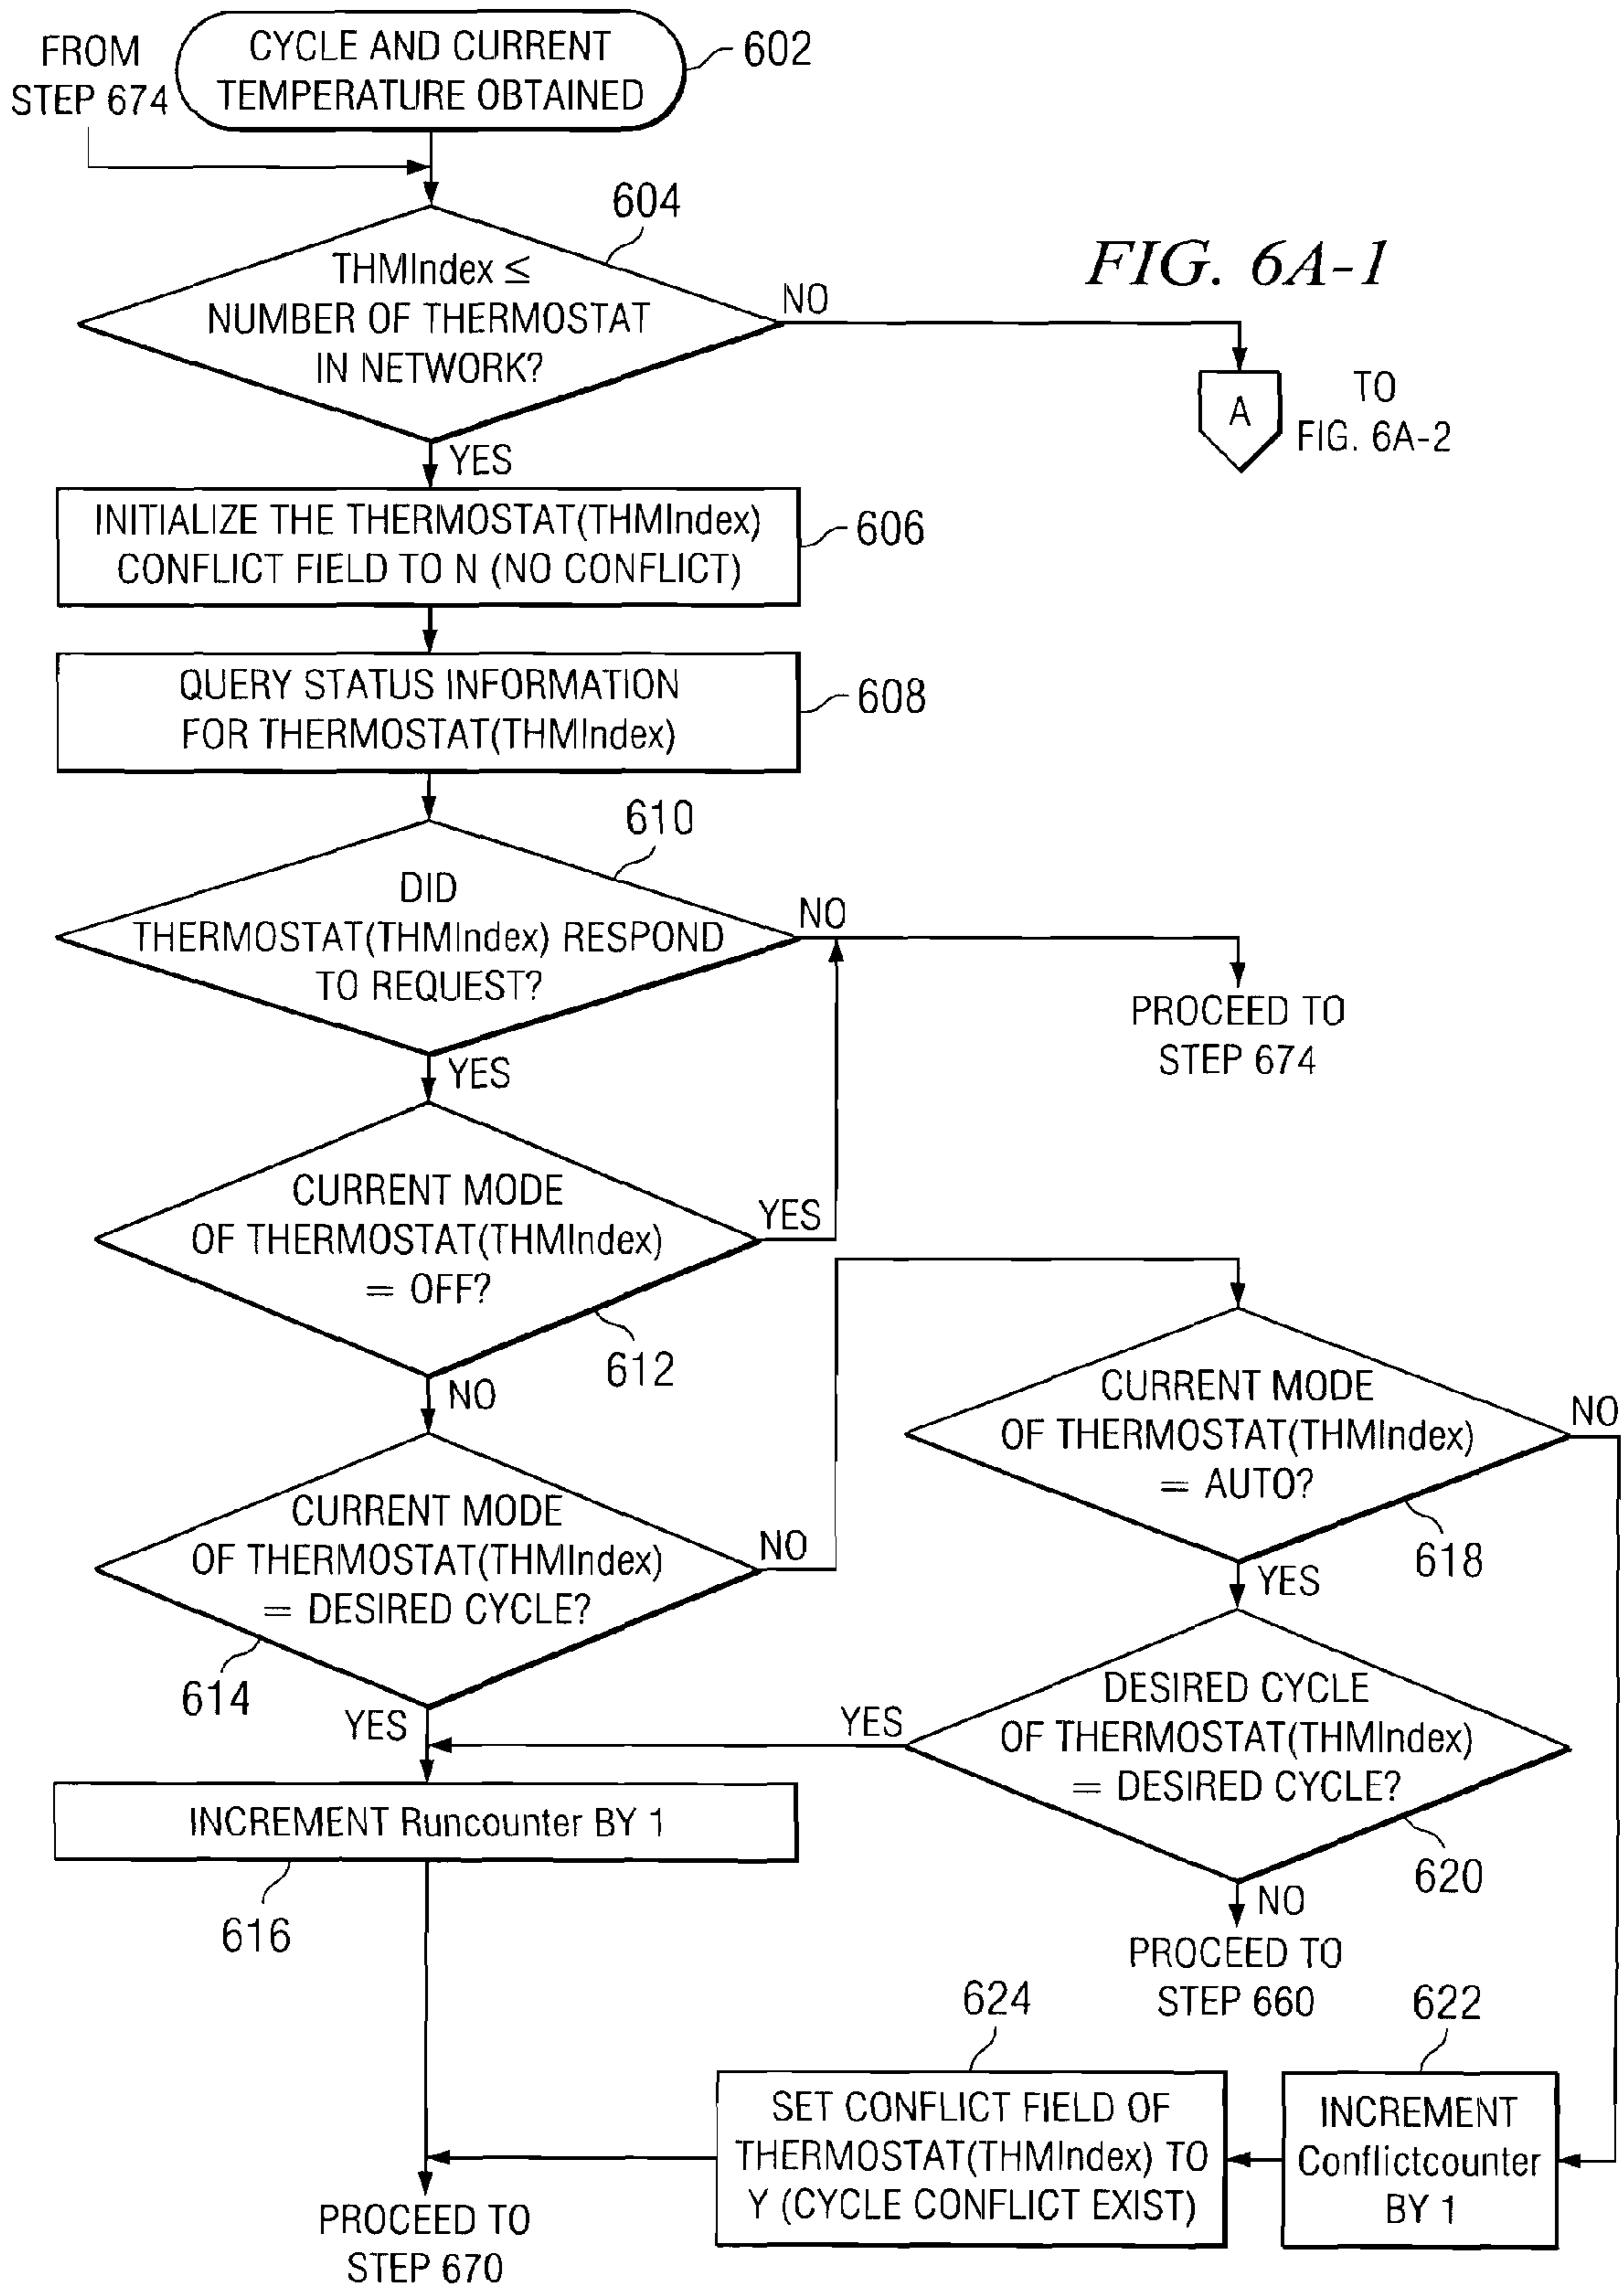 FROM
STEP 674
CYCLE AND CURRENT
TEMPERATURE OBTAINED
602
604
THMIndex ≤
NUMBER OF THERMOSTAT
IN NETWORK?
NO
FIG. 6A-1
A
TO
FIG. 6A-2
YES
INITIALIZE THE THERMOSTAT(THMIndex)
CONFLICT FIELD TO N (NO CONFLICT)
606
QUERY STATUS INFORMATION
FOR THERMOSTAT(THMIndex)
608
610
DID
THERMOSTAT(THMIndex) RESPOND
TO REQUEST?
NO
PROCEED TO
STEP 674
YES
CURRENT MODE
OF THERMOSTAT(THMIndex)
= OFF?
YES
612
NO
CURRENT MODE
OF THERMOSTAT(THMIndex)
= AUTO?
NO
618
YES
CURRENT MODE
OF THERMOSTAT(THMIndex)
= DESIRED CYCLE?
NO
614
YES
DESIRED CYCLE
OF THERMOSTAT(THMIndex)
= DESIRED CYCLE?
YES
620
NO
PROCEED TO
STEP 660
INCREMENT Runcounter BY 1
616
624
SET CONFLICT FIELD OF
THERMOSTAT(THMIndex) TO
Y (CYCLE CONFLICT EXIST)
622
INCREMENT
Conflictcounter
BY 1
PROCEED TO
STEP 670